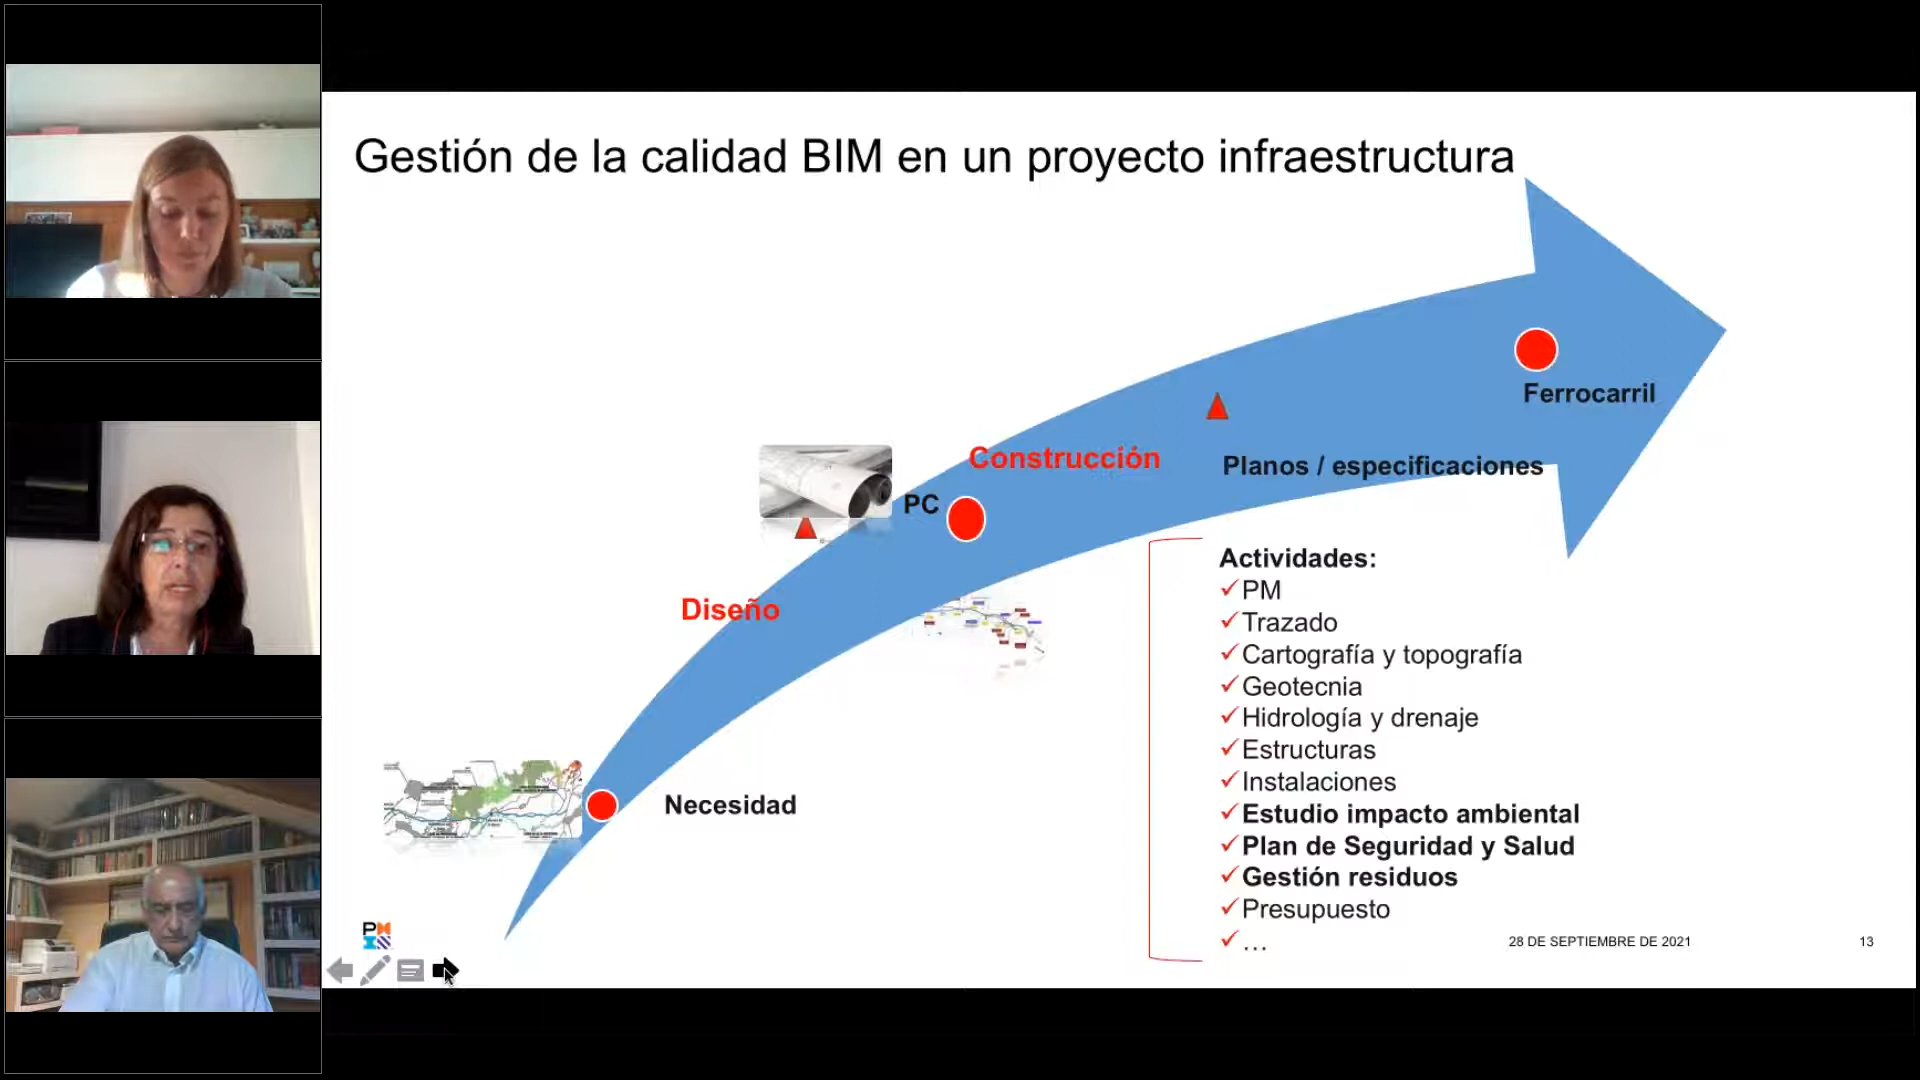 Gestión de la calidad BIM en un proyecto infraestructura
Ferrocarril
Construcción
Planos / especificaciones
PC
Diseño
Necesidad
Actividades:
✓PM
✓Trazado
✓Cartografía y topografía
✓Geotecnia
✓Hidrología y drenaje
✓Estructuras
✓Instalaciones
✓Estudio impacto ambiental
✓Plan de Seguridad y Salud
✓Gestión residuos
✓Presupuesto
✓...
28 DE SEPTIEMBRE DE 2021
13